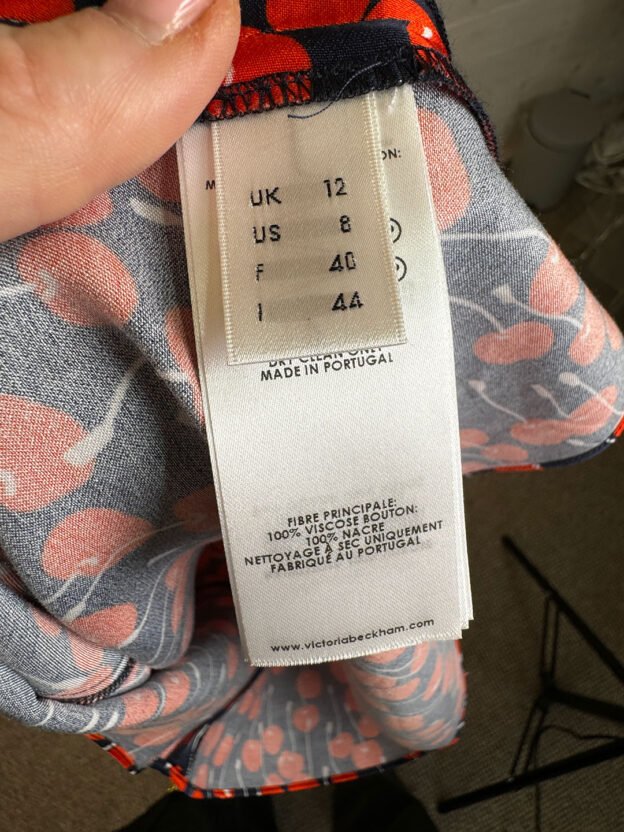 UK 12
US 8
F 40
I 44
DRY CLEAN ONLY
MADE IN PORTUGAL
FIBRE PRINCIPALE:
100% VISCOSE BOUTON:
100% NACRE
NETTOYAGE À SEC UNIQUEMENT
FABRIQUÉ AU PORTUGAL
www.victoriabeckham.com